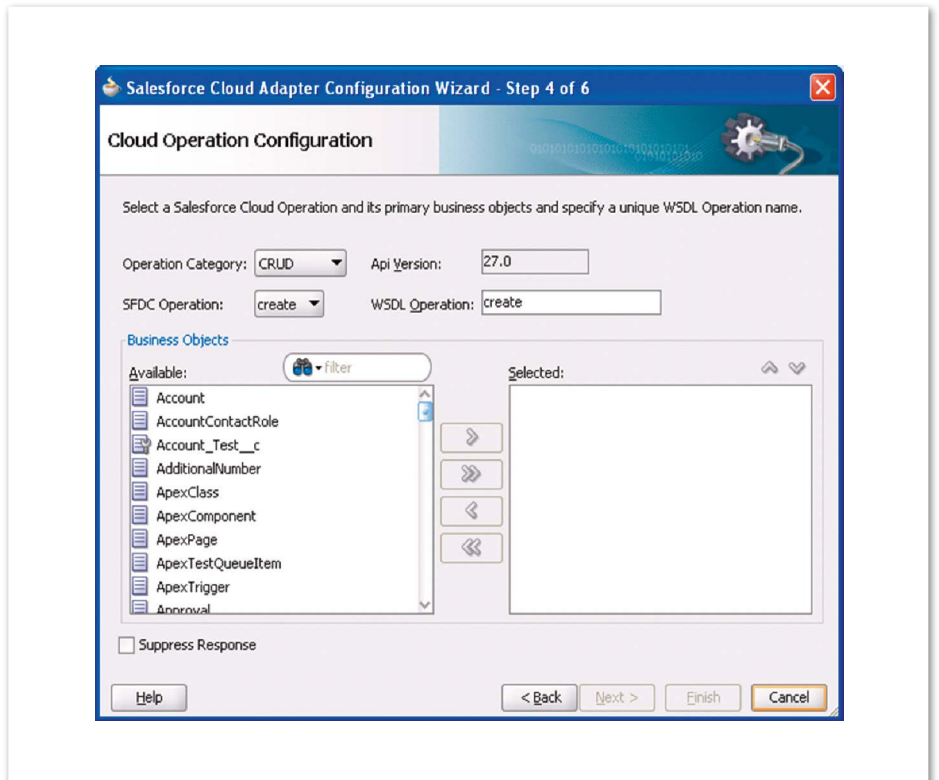 Salesforce Cloud Adapter Configuration Wizard - Step 4 of 6
Cloud Operation Configuration
Select a Salesforce Cloud Operation and its primary business objects and specify a unique WSDL Operation name.
Operation Category: CRUD Api Version: 27.0
SFDC Operation: create WSDL Operation: create
Business Objects
Available: filter Selected:
Account
AccountContactRole
Account_Test__c
AdditionalNumber
ApexClass
ApexComponent
ApexPage
ApexTestQueueItem
ApexTrigger
Approval
Suppress Response
Help < Back Next > Finish Cancel